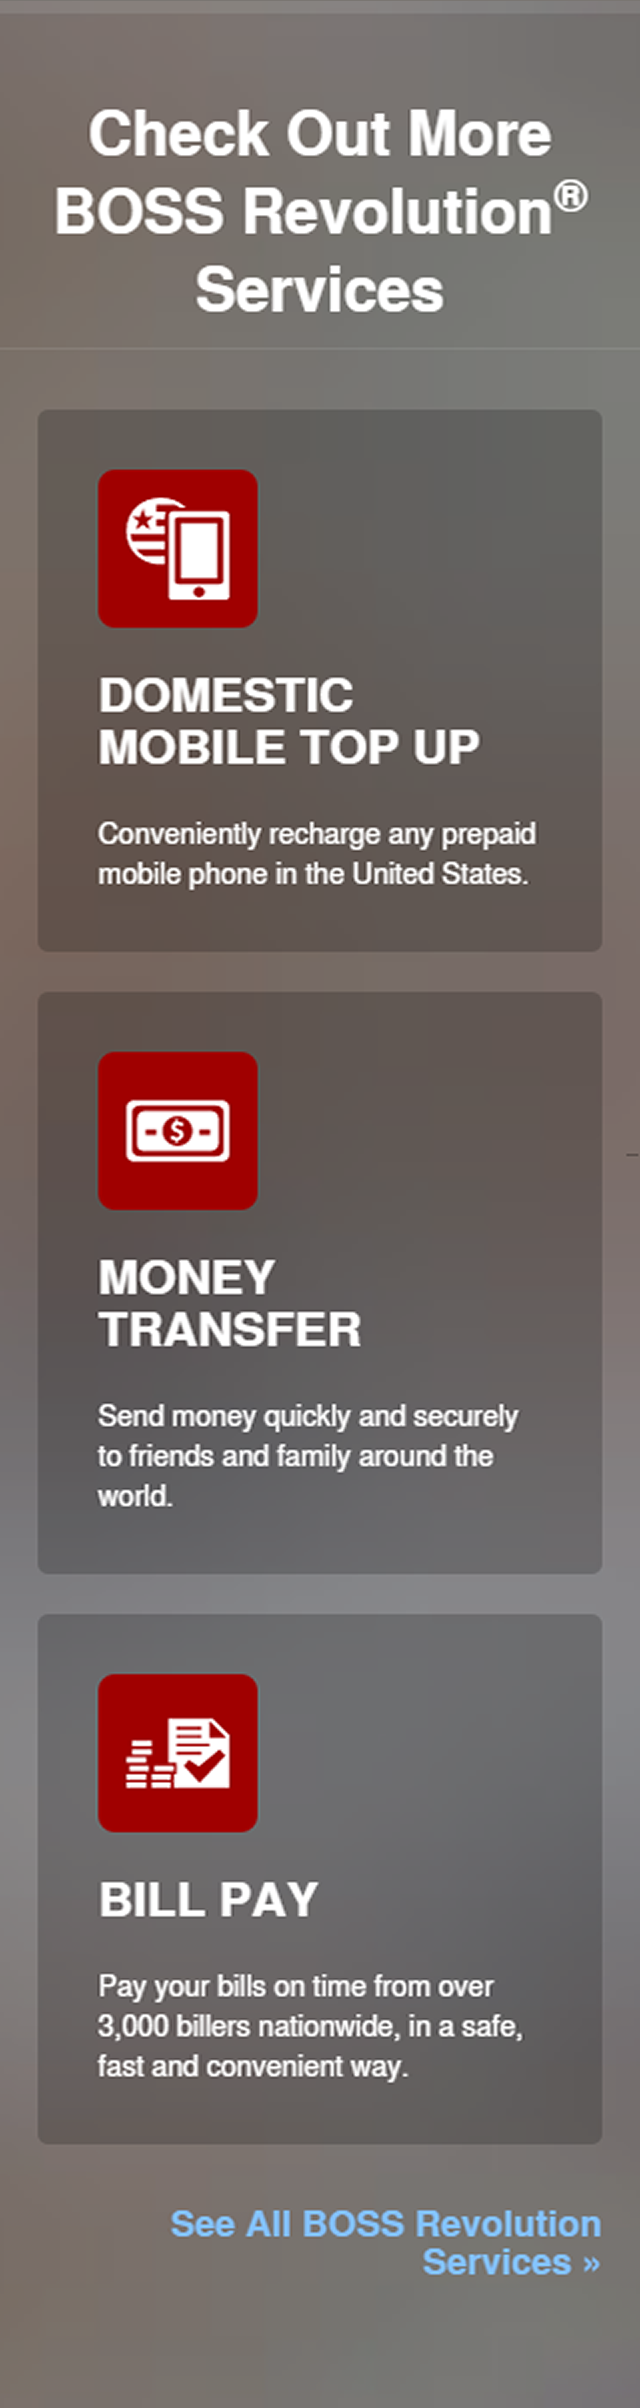 Check Out More
BOSS Revolution®
Services
DOMESTIC
MOBILE TOP UP
Conveniently recharge any prepaid
mobile phone in the United States.
MONEY
TRANSFER
Send money quickly and securely
to friends and family around the
world.
BILL PAY
Pay your bills on time from over
3,000 billers nationwide, in a safe,
fast and convenient way.
See All BOSS Revolution
Services »